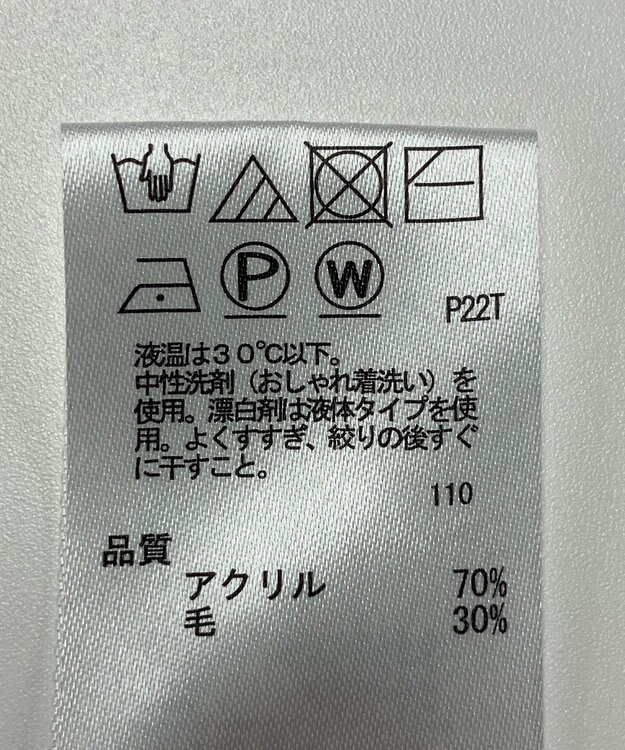 P W
P22T
液温は30℃以下。
中性洗剤（おしゃれ着洗い）を
使用。漂白剤は液体タイプを使
用。よくすすぎ、絞りの後すぐ
に干すこと。
110
品質
アクリル 70%
毛 30%